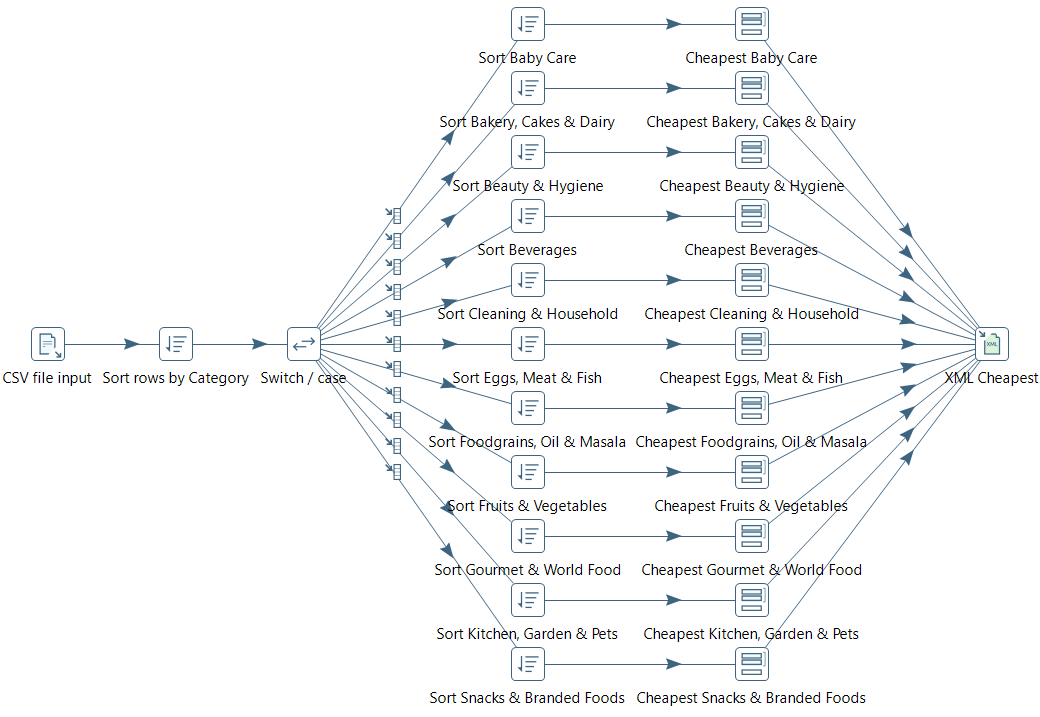 Sort Baby Care
Cheapest Baby Care
Sort Bakery, Cakes & Dairy
Cheapest Bakery, Cakes & Dairy
Sort Beauty & Hygiene
Cheapest Beauty & Hygiene
Sort Beverages
Cheapest Beverages
Sort Cleaning & Household
Cheapest Cleaning & Household
CSV file input
Sort rows by Category
Switch / case
Sort Eggs, Meat & Fish
Cheapest Eggs, Meat & Fish
XML
XML Cheapest
Sort Foodgrains, Oil & Masala
Cheapest Foodgrains, Oil & Masala
Sort Fruits & Vegetables
Cheapest Fruits & Vegetables
Sort Gourmet & World Food
Cheapest Gourmet & World Food
Sort Kitchen, Garden & Pets
Cheapest Kitchen, Garden & Pets
Sort Snacks & Branded Foods
Cheapest Snacks & Branded Foods